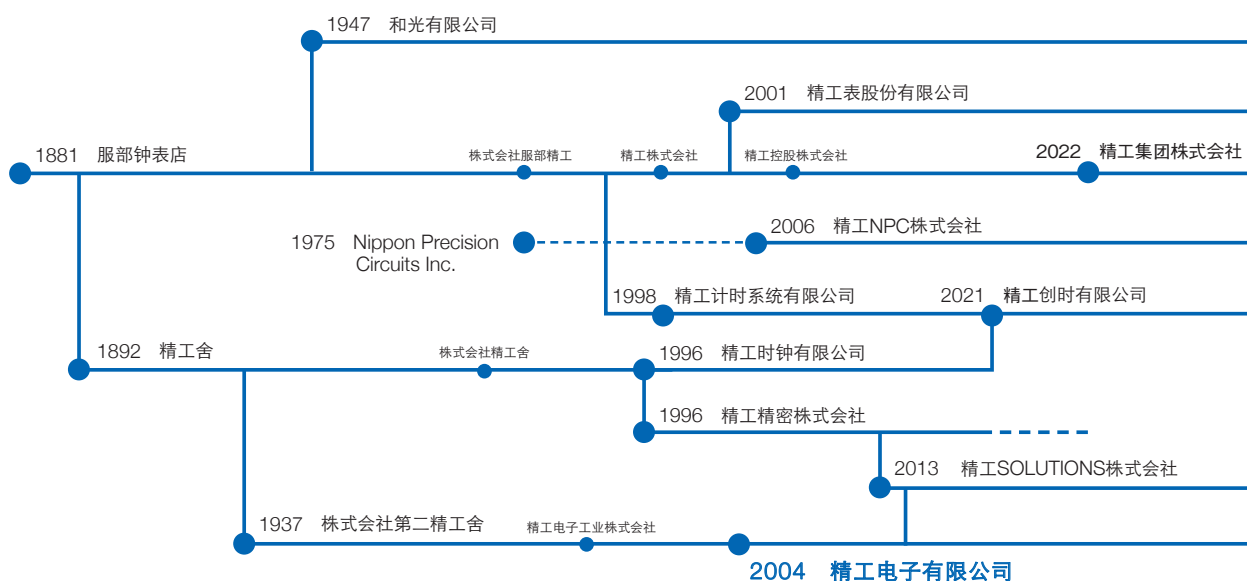 1947 和光有限公司
2001 精工表股份有限公司
1881 服部钟表店
株式会社服部精工
精工株式会社
精工控股株式会社
2022 精工集团株式会社
1975 Nippon Precision
Circuits Inc.
2006 精工NPC株式会社
1998 精工计时系统有限公司
2021 精工创时有限公司
1892 精工舍
株式会社精工舍
1996 精工时钟有限公司
1996 精工精密株式会社
2013 精工SOLUTIONS株式会社
1937 株式会社第二精工舍
精工电子工业株式会社
2004 精工电子有限公司